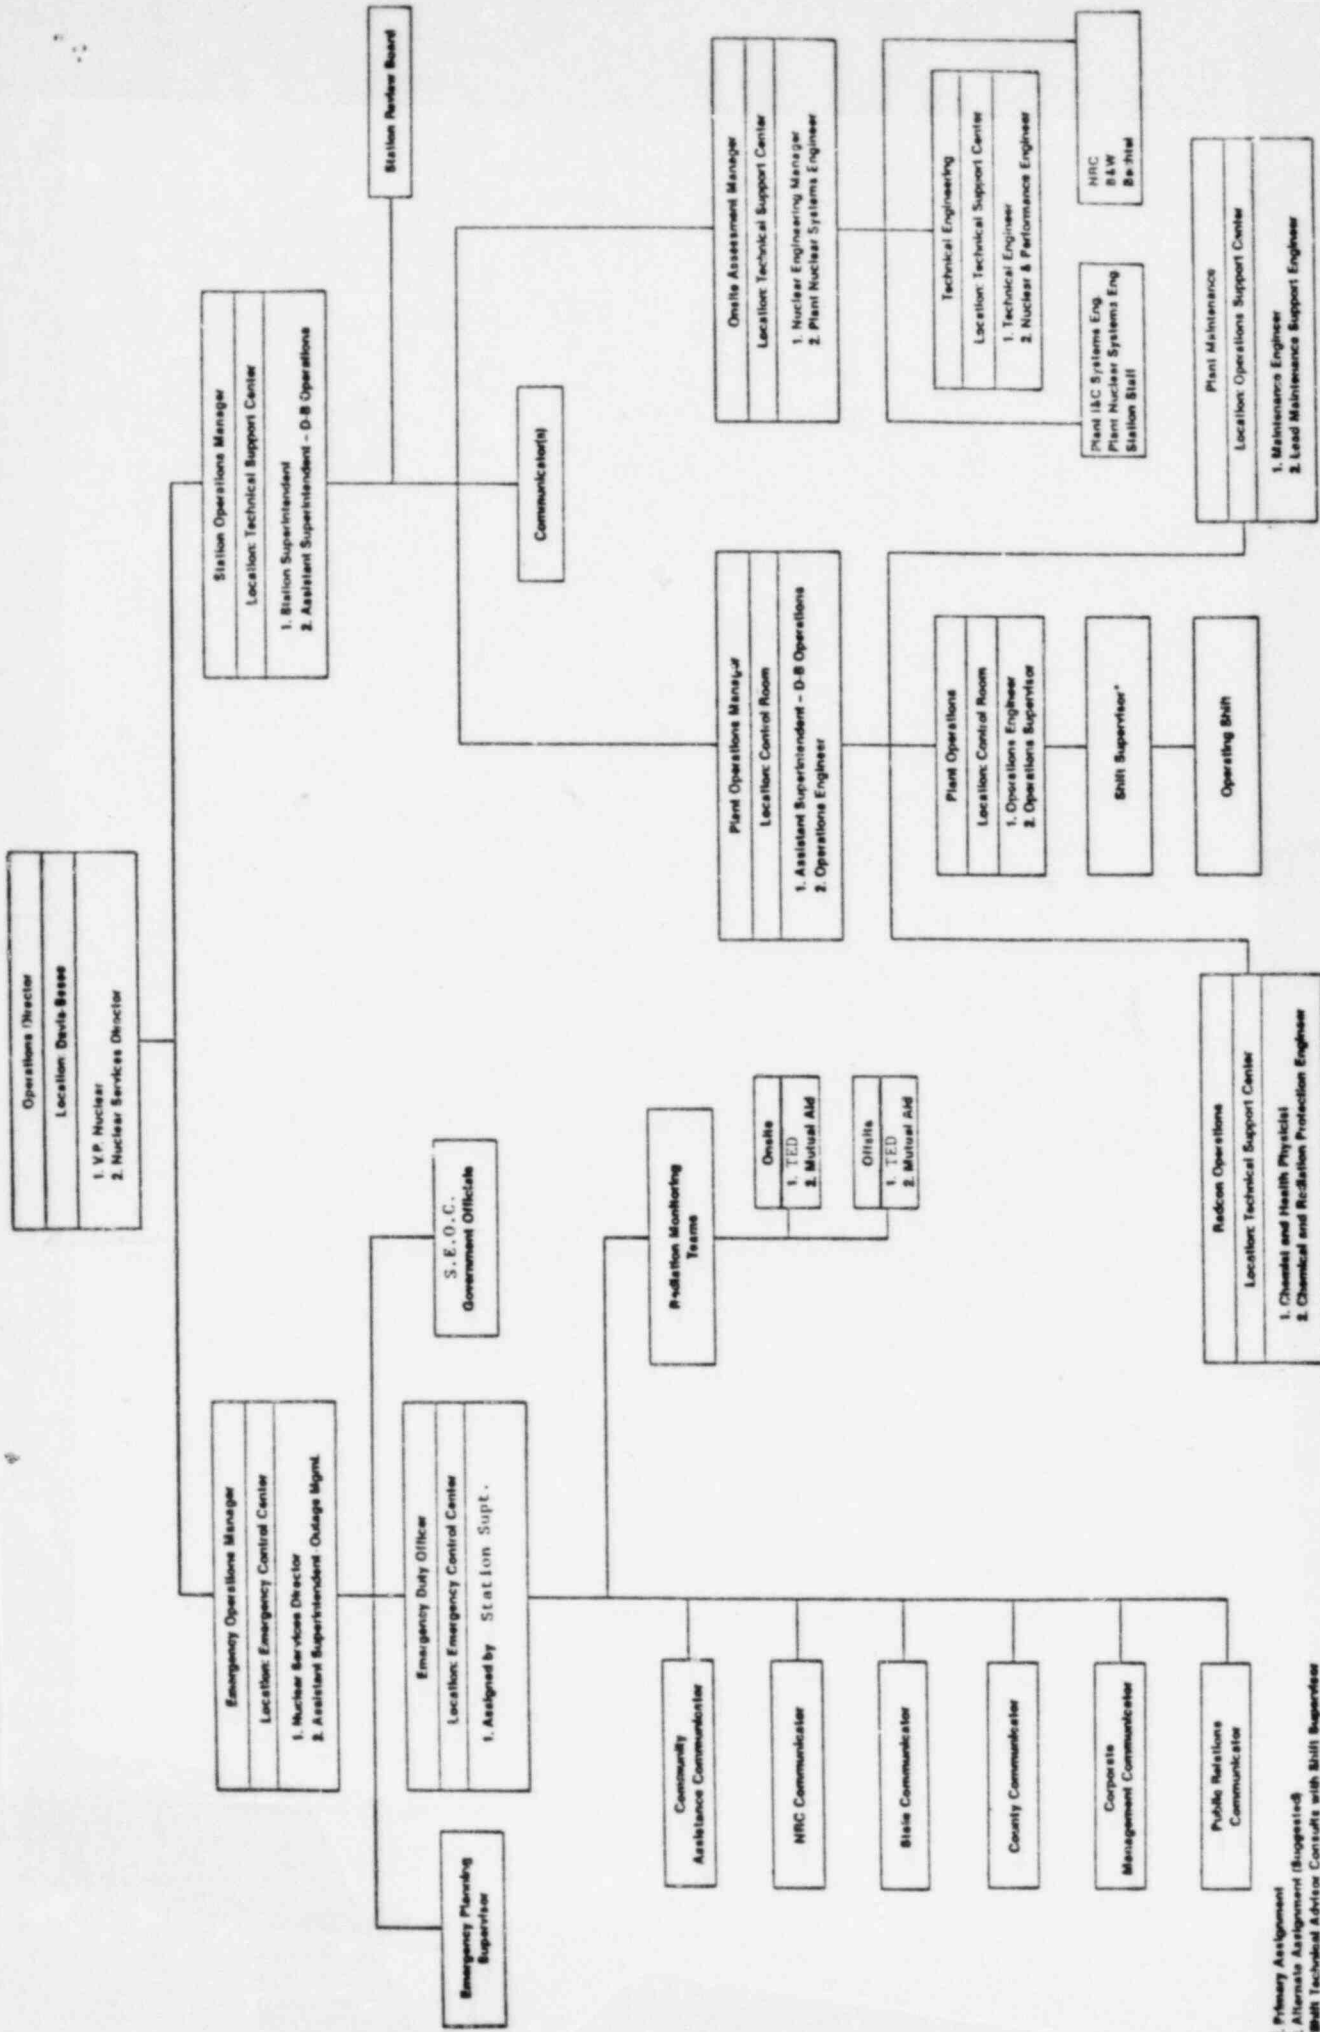 Operations Director
Location: Davis-Besse
1. V.P. Nuclear
2. Nuclear Services Director
Emergency Operations Manager
Location: Emergency Control Center
1. Nuclear Services Director
2. Assistant Superintendent Outage Mgmt.
Station Operations Manager
Location: Technical Support Center
1. Station Superintendent
2. Assistant Superintendent – D-B Operations
Station Review Board
Emergency Planning
Supervisor
Emergency Duty Officer
Location: Emergency Control Center
1. Assigned by Station Supt.
S.E.O.C.
Government Officials
Communicator(s)
Radiation Monitoring
Teams
Onsite
1. TED
2. Mutual Aid
Offsite
1. TED
2. Mutual Aid
Community
Assistance Communicator
NRC Communicator
State Communicator
County Communicator
Corporate
Management Communicator
Public Relations
Communicator
Plant Operations Manager
Location: Control Room
1. Assistant Superintendent – D-B Operations
2. Operations Engineer
Onsite Assessment Manager
Location: Technical Support Center
1. Nuclear Engineering Manager
2. Plant Nuclear Systems Engineer
Plant Operations
Location: Control Room
1. Operations Engineer
2. Operations Supervisor
Shift Supervisor*
Operating Shift
Technical Engineering
Location: Technical Support Center
1. Technical Engineer
2. Nuclear & Performance Engineer
Plant I&C Systems Eng.
Plant Nuclear Systems Eng.
Station Staff
NRC
B&W
Bechtel
Radcon Operations
Location: Technical Support Center
1. Chemist and Health Physicist
2. Chemical and Radiation Protection Engineer
Plant Maintenance
Location: Operations Support Center
1. Maintenance Engineer
2. Lead Maintenance Support Engineer
Primary Assignment
Alternate Assignment (Suggested)
Shift Technical Advisor Consults with Shift Supervisor